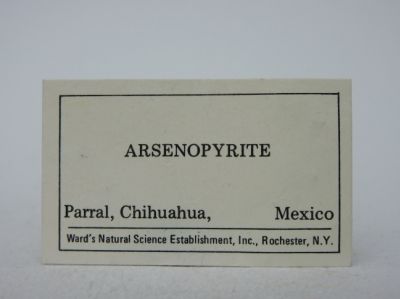 ARSENOPYRITE
Parral, Chihuahua, Mexico
Ward's Natural Science Establishment, Inc., Rochester, N.Y.